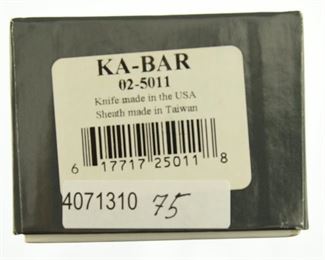 KA-BAR
02-5011
Knife made in the USA
Sheath made in Taiwan
6 17717 25011 8
4071310 75